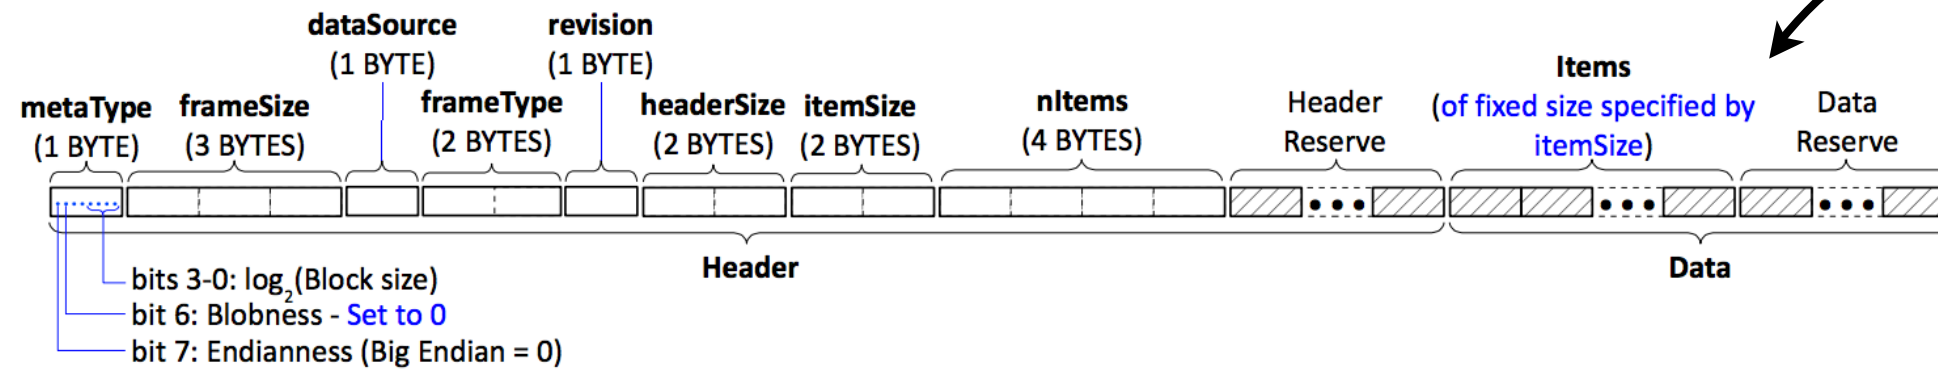 dataSource
(1 BYTE)
revision
(1 BYTE)
metaType
(1 BYTE)
frameSize
(3 BYTES)
frameType
(2 BYTES)
headerSize
(2 BYTES)
itemSize
(2 BYTES)
nItems
(4 BYTES)
Header
Reserve
Items
(of fixed size specified by
itemSize)
Data
Reserve
Header
Data
bits 3-0: log2(Block size)
bit 6: Blobness - Set to 0
bit 7: Endianness (Big Endian = 0)